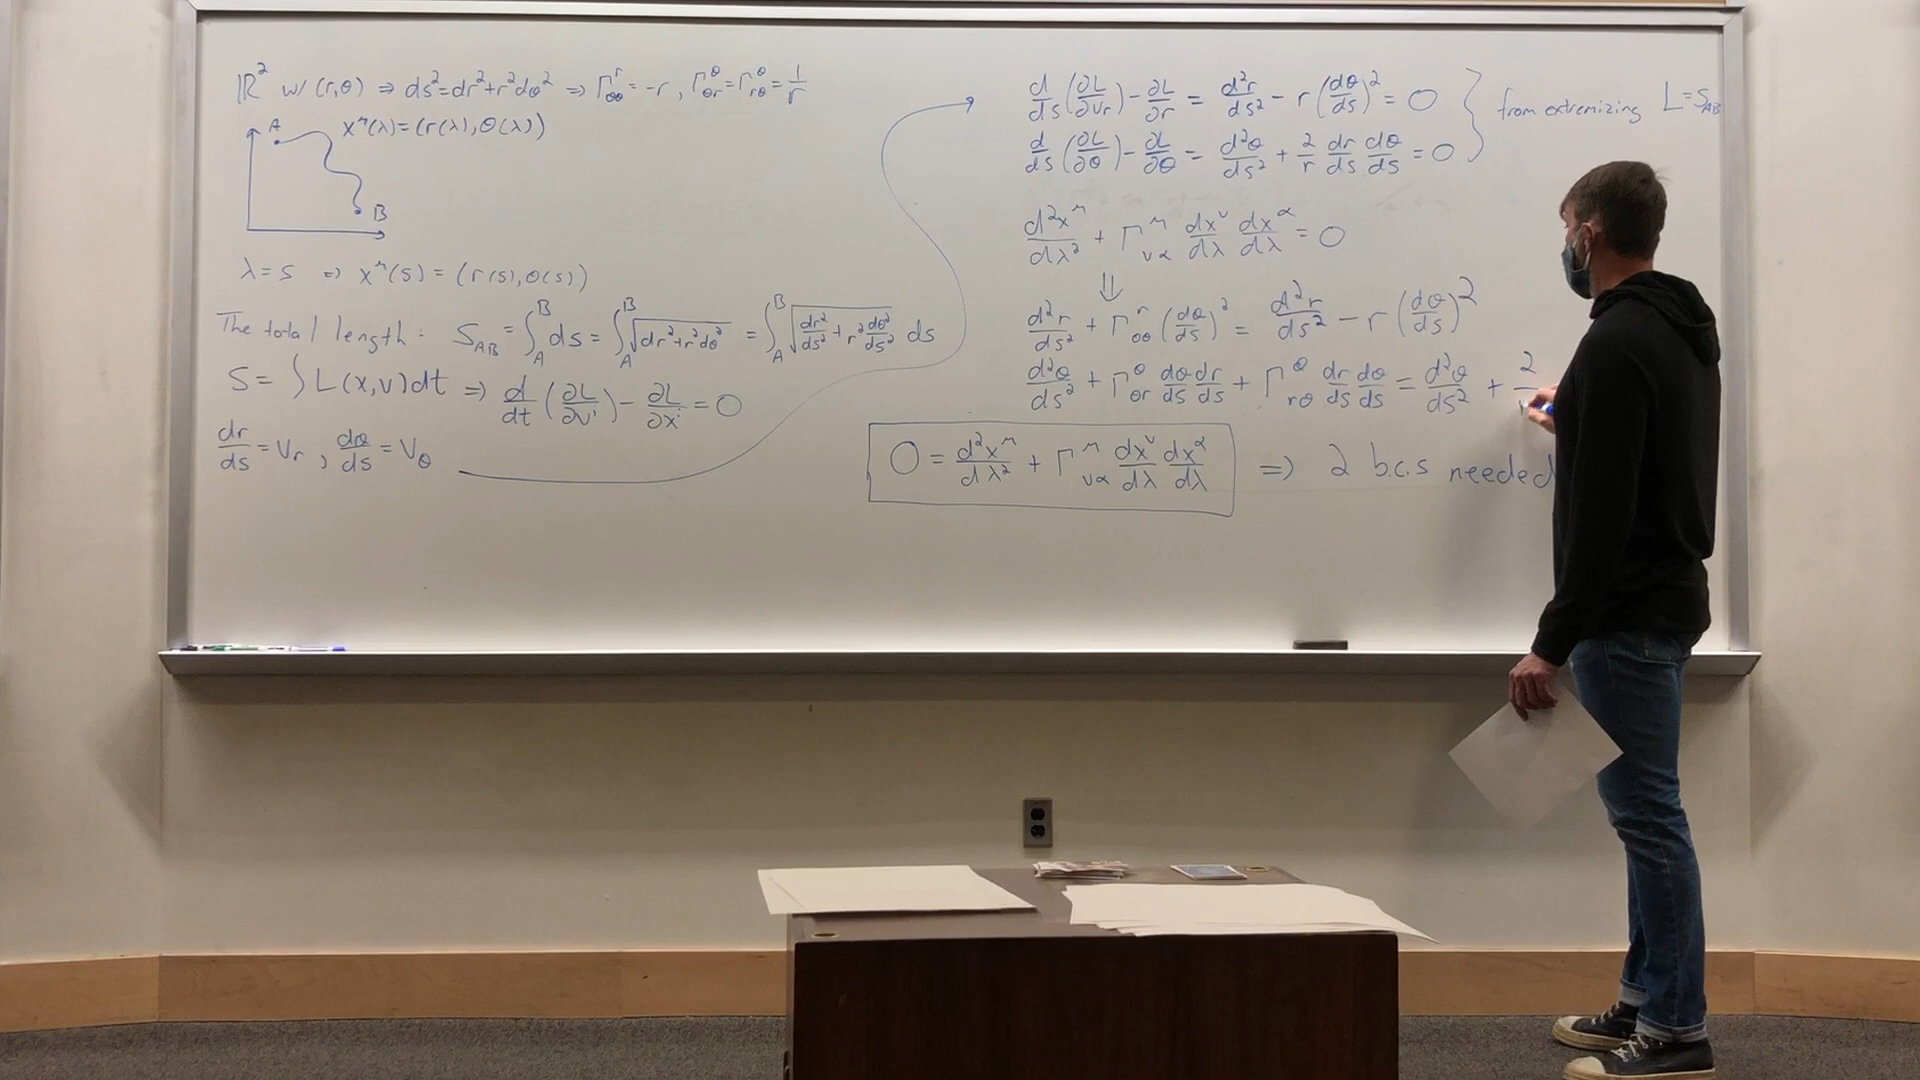 ℝ² w/ (r,θ) ⇒ ds²=dr²+r²dθ² ⇒ Γ^r_θθ = -r, Γ^θ_θr = Γ^θ_rθ = 1/r
A
x^μ(λ)=(r(λ),θ(λ))
B
λ=s ⇒ x^μ(s) = (r(s),θ(s))
The total length: S_AB = ∫_A^B ds = ∫_A^B √(dr²+r²dθ²) = ∫_A^B √(dr²/ds² + r² dθ²/ds²) ds
S = ∫ L(x,v)dt ⇒ d/dt (∂L/∂v^i) - ∂L/∂x^i = 0
dr/ds = V_r, dθ/ds = V_θ
d/ds (∂L/∂v_r) - ∂L/∂r = d²r/ds² - r (dθ/ds)² = 0
d/ds (∂L/∂θ) - ∂L/∂θ = d²θ/ds² + 2/r dr/ds dθ/ds = 0
from extremizing L=S_AB
d²x^μ/dλ² + Γ^μ_να dx^ν/dλ dx^α/dλ = 0
⇓
d²r/ds² + Γ^r_θθ (dθ/ds)² = d²r/ds² - r (dθ/ds)²
d²θ/ds² + Γ^θ_θr dθ/ds dr/ds + Γ^θ_rθ dr/ds dθ/ds = d²θ/ds² + 2
0 = d²x^μ/dλ² + Γ^μ_να dx^ν/dλ dx^α/dλ ⇒ 2 b.c.s needed